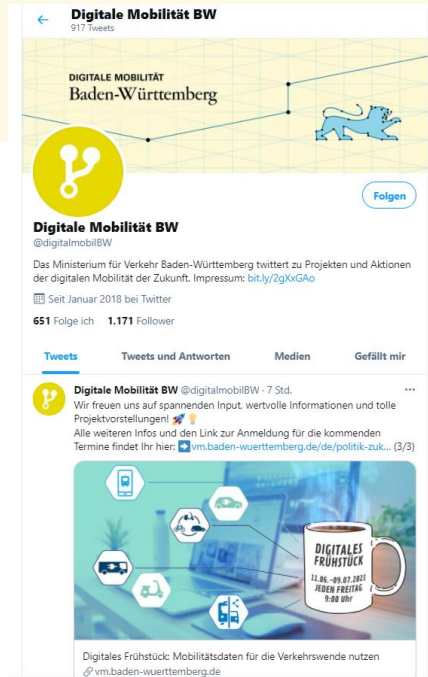 Digitale Mobilität BW
917 Tweets
DIGITALE MOBILITÄT
Baden-Württemberg
Folgen
Digitale Mobilität BW
@digitalmobilBW
Das Ministerium für Verkehr Baden-Württemberg twittert zu Projekten und Aktionen
der digitalen Mobilität der Zukunft. Impressum: bit.ly/2gXxGAo
Seit Januar 2018 bei Twitter
651 Folge ich 1.171 Follower
Tweets Tweets und Antworten Medien Gefällt mir
Digitale Mobilität BW @digitalmobilBW · 7 Std.
Wir freuen uns auf spannenden Input, wertvolle Informationen und tolle
Projektvorstellungen! 🚀💡
Alle weiteren Infos und den Link zur Anmeldung für die kommenden
Termine findet Ihr hier: ➡️vm.baden-wuerttemberg.de/de/politik-zuk... (3/3)
DIGITALES
FRÜHSTÜCK
11.06.-09.07.2021
JEDEN FREITAG
9:00 Uhr
Digitales Frühstück: Mobilitätsdaten für die Verkehrswende nutzen
vm.baden-wuerttemberg.de